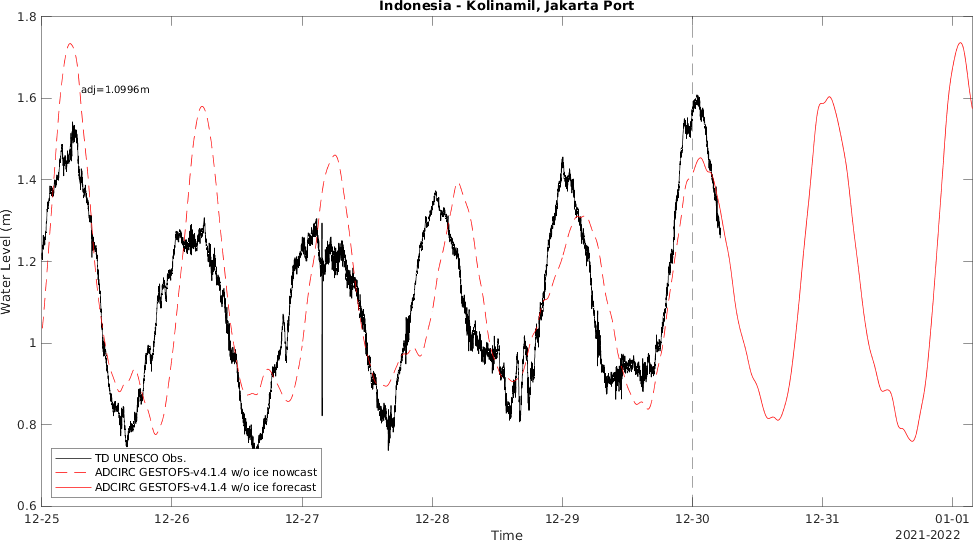 Indonesia - Kolinamil, Jakarta Port
1.8
1.6
1.4
1.2
1
0.8
0.6
Water Level (m)
adj=1.0996m
TD UNESCO Obs.
ADCIRC GESTOFS-v4.1.4 w/o ice nowcast
ADCIRC GESTOFS-v4.1.4 w/o ice forecast
12-25 12-26 12-27 12-28 12-29 12-30 12-31 01-01
Time
2021-2022